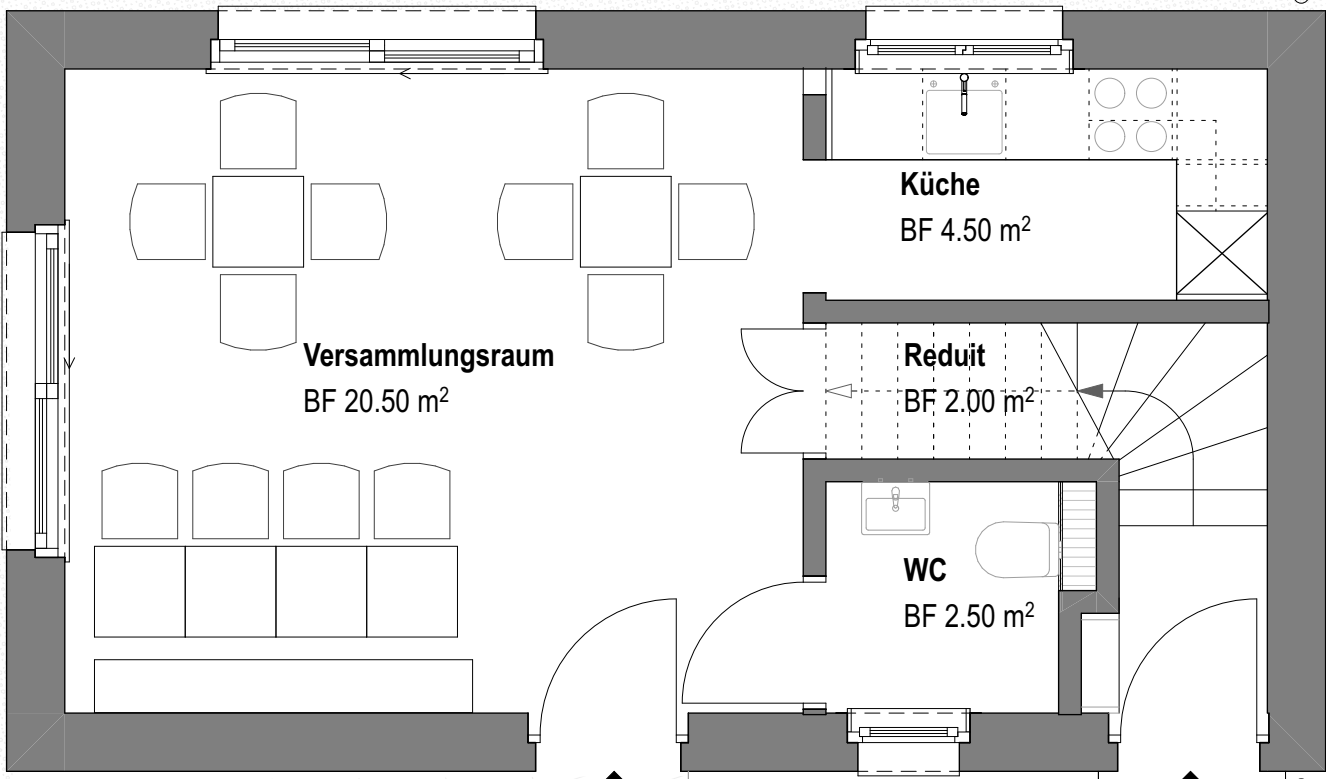 Küche
BF 4.50 m²
Versammlungsraum
BF 20.50 m²
Reduit
BF 2.00 m²
WC
BF 2.50 m²